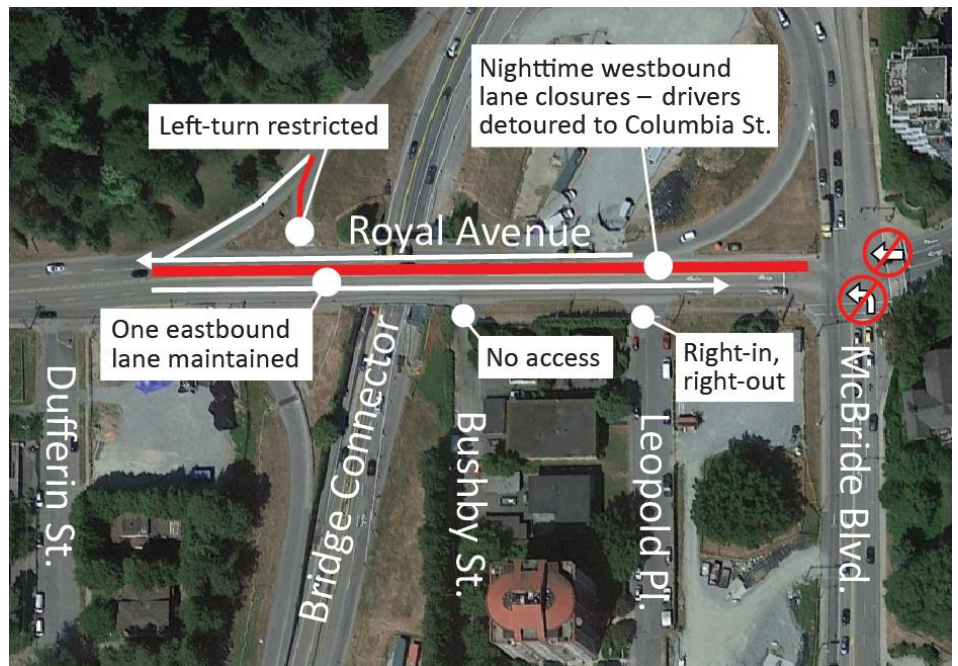 Nighttime westbound
lane closures – drivers
detoured to Columbia St.
Left-turn restricted
Royal Avenue
One eastbound
lane maintained
No access
Right-in,
right-out
Dufferin St.
Bridge Connector
Bushby St.
Leopold Pl.
McBride Blvd.